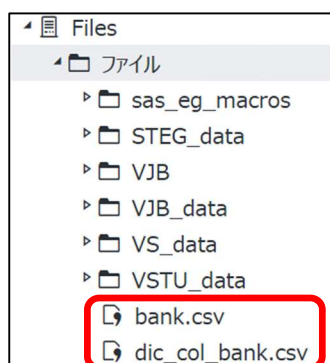 Files
ファイル
sas_eg_macros
STEG_data
VJB
VJB_data
VS_data
VSTU_data
bank.csv
dic_col_bank.csv